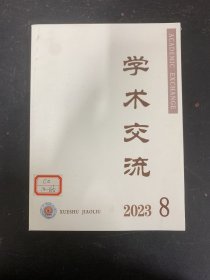 ACADEMIC EXCHANGE
学术交流
XUESHU JIAOLIU
2023 8